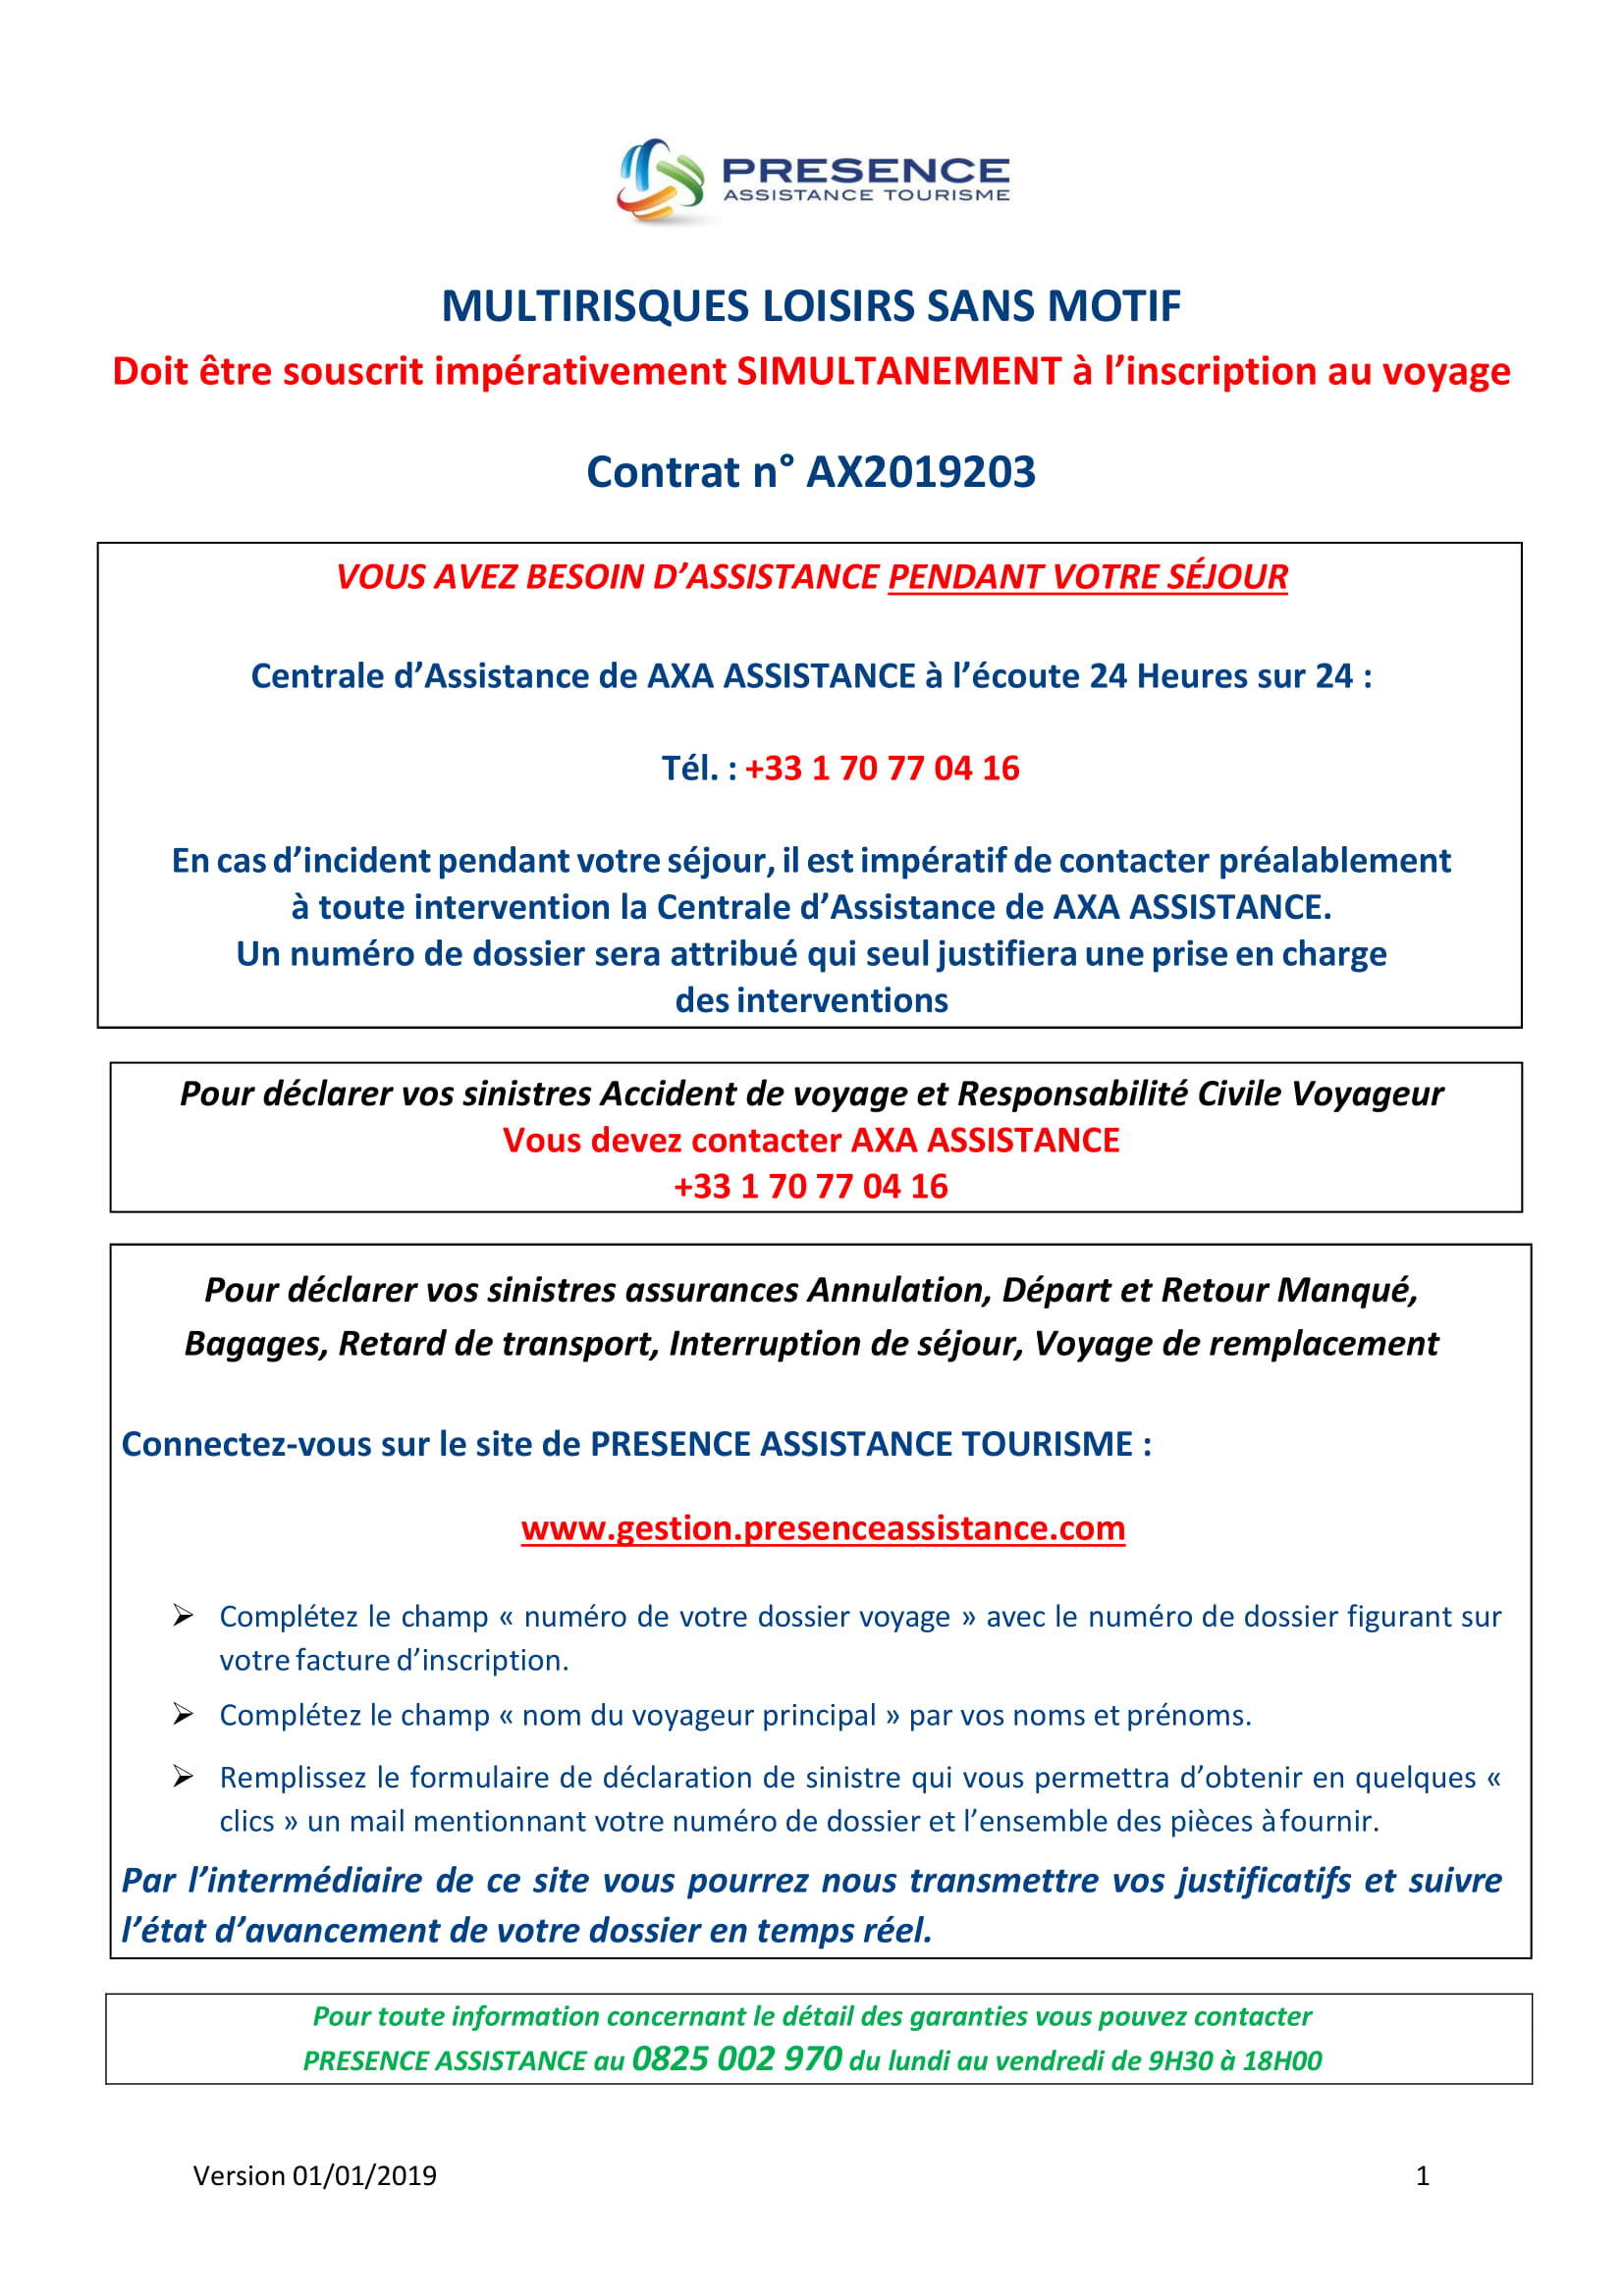 PRESENCE
ASSISTANCE TOURISME
MULTIRISQUES LOISIRS SANS MOTIF
Doit être souscrit impérativement SIMULTANEMENT à l’inscription au voyage
Contrat n° AX2019203
VOUS AVEZ BESOIN D’ASSISTANCE PENDANT VOTRE SÉJOUR
Centrale d’Assistance de AXA ASSISTANCE à l’écoute 24 Heures sur 24 :
Tél. : +33 1 70 77 04 16
En cas d’incident pendant votre séjour, il est impératif de contacter préalablement
à toute intervention la Centrale d’Assistance de AXA ASSISTANCE.
Un numéro de dossier sera attribué qui seul justifiera une prise en charge
des interventions
Pour déclarer vos sinistres Accident de voyage et Responsabilité Civile Voyageur
Vous devez contacter AXA ASSISTANCE
+33 1 70 77 04 16
Pour déclarer vos sinistres assurances Annulation, Départ et Retour Manqué,
Bagages, Retard de transport, Interruption de séjour, Voyage de remplacement
Connectez-vous sur le site de PRESENCE ASSISTANCE TOURISME :
www.gestion.presenceassistance.com
➢ Complétez le champ « numéro de votre dossier voyage » avec le numéro de dossier figurant sur
votre facture d’inscription.
➢ Complétez le champ « nom du voyageur principal » par vos noms et prénoms.
➢ Remplissez le formulaire de déclaration de sinistre qui vous permettra d’obtenir en quelques «
clics » un mail mentionnant votre numéro de dossier et l’ensemble des pièces à fournir.
Par l’intermédiaire de ce site vous pourrez nous transmettre vos justificatifs et suivre
l’état d’avancement de votre dossier en temps réel.
Pour toute information concernant le détail des garanties vous pouvez contacter
PRESENCE ASSISTANCE au 0825 002 970 du lundi au vendredi de 9H30 à 18H00
Version 01/01/2019 1